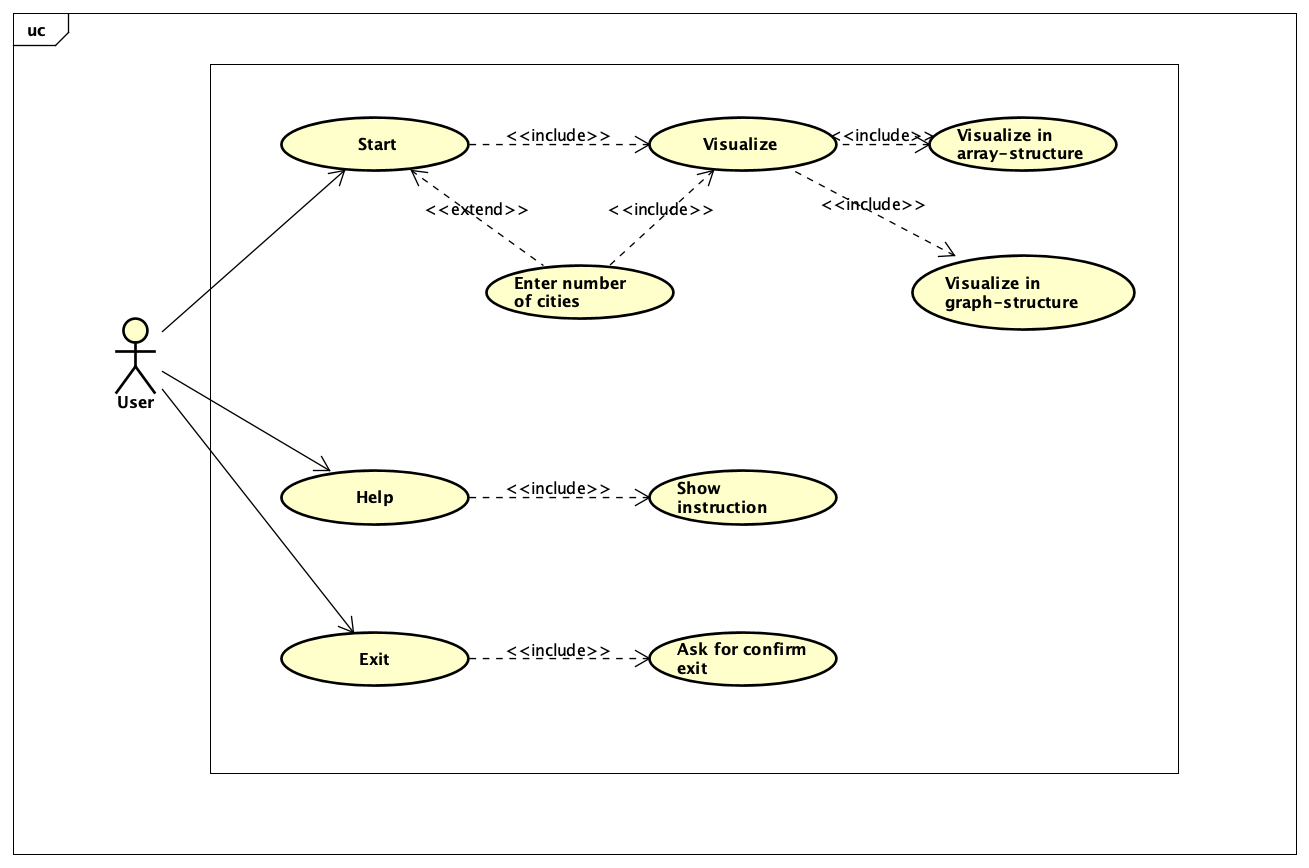 uc
Start
<<include>>
Visualize
<<include>>
Visualize in
array-structure
<<extend>>
<<include>>
<<include>>
Enter number
of cities
Visualize in
graph-structure
User
Help
<<include>>
Show
instruction
Exit
<<include>>
Ask for confirm
exit